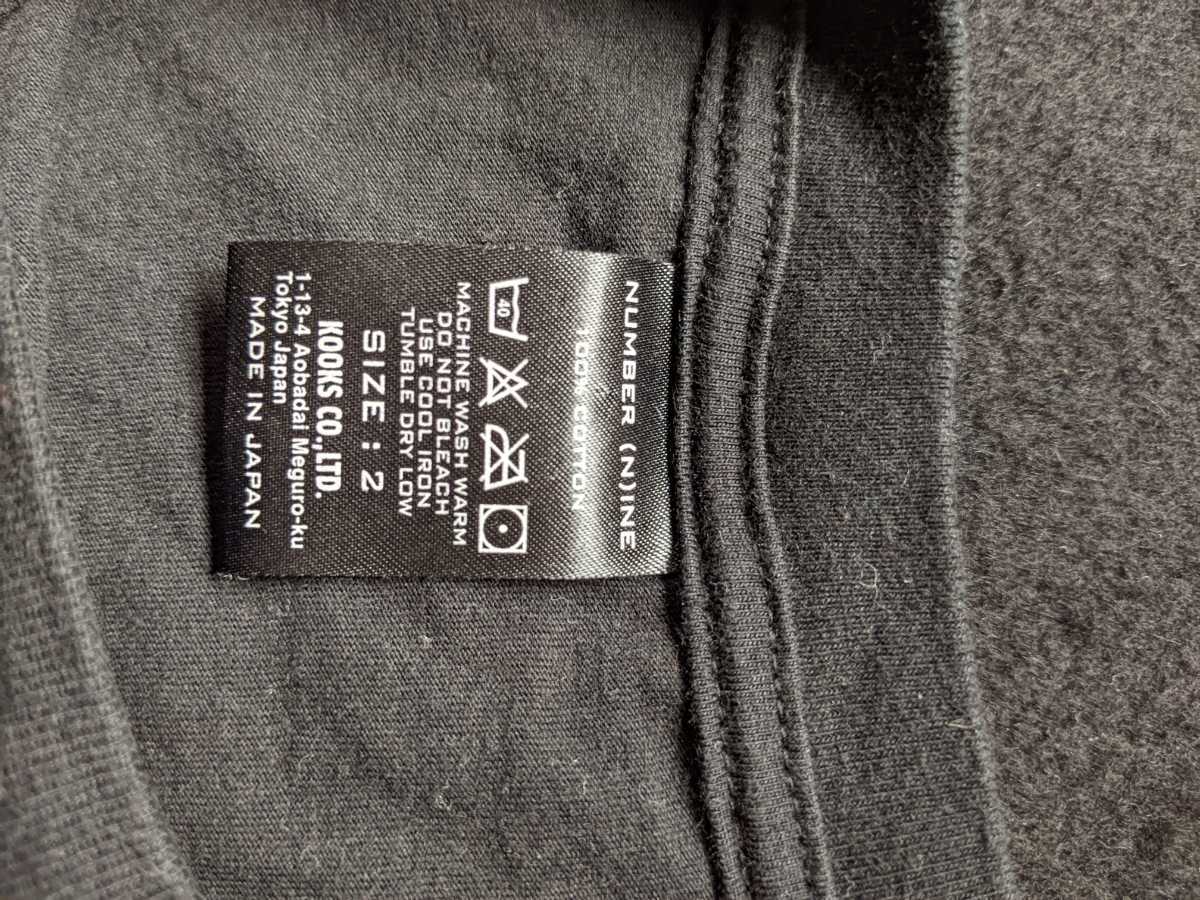 NUMBER (N)INE
100% COTTON
40
MACHINE WASH WARM
DO NOT BLEACH
USE COOL IRON
TUMBLE DRY LOW
SIZE : 2
KOOKS CO.,LTD.
1-13-4 Aobadai Meguro-ku
Tokyo Japan
MADE IN JAPAN